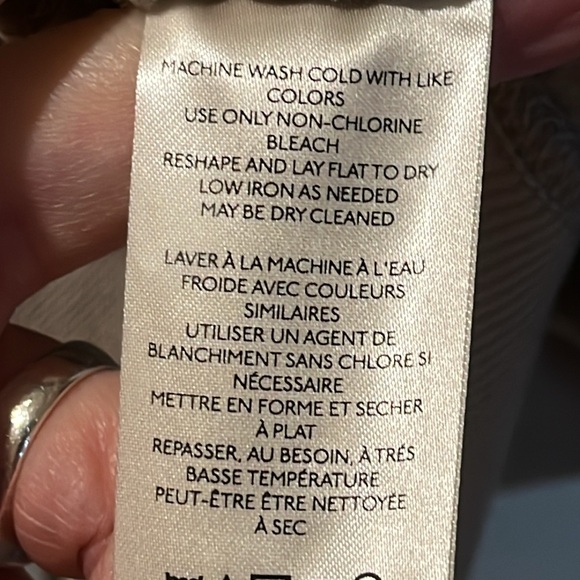 MACHINE WASH COLD WITH LIKE
COLORS
USE ONLY NON-CHLORINE
BLEACH
RESHAPE AND LAY FLAT TO DRY
LOW IRON AS NEEDED
MAY BE DRY CLEANED
LAVER À LA MACHINE À L'EAU
FROIDE AVEC COULEURS
SIMILAIRES
UTILISER UN AGENT DE
BLANCHIMENT SANS CHLORE SI
NÉCESSAIRE
METTRE EN FORME ET SECHER
À PLAT
REPASSER, AU BESOIN, À TRÉS
BASSE TEMPÉRATURE
PEUT-ÊTRE ÊTRE NETTOYÉE
À SEC